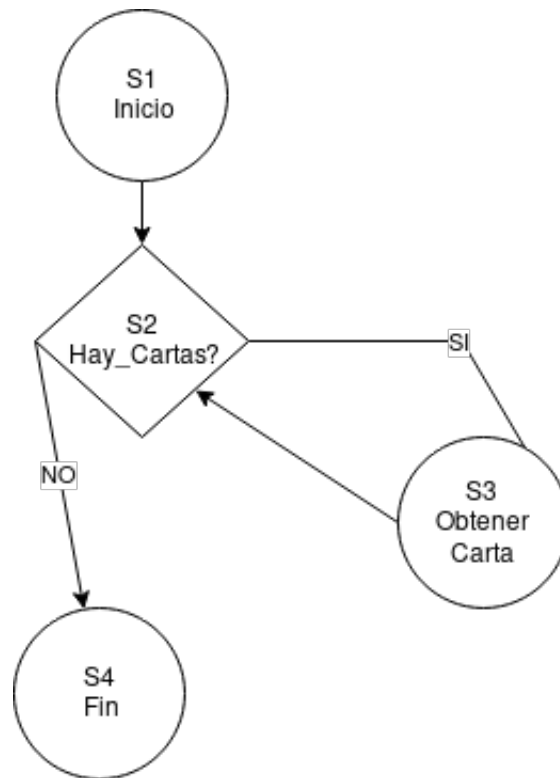 S1
Inicio
S2
Hay_Cartas?
SI
NO
S3
Obtener
Carta
S4
Fin